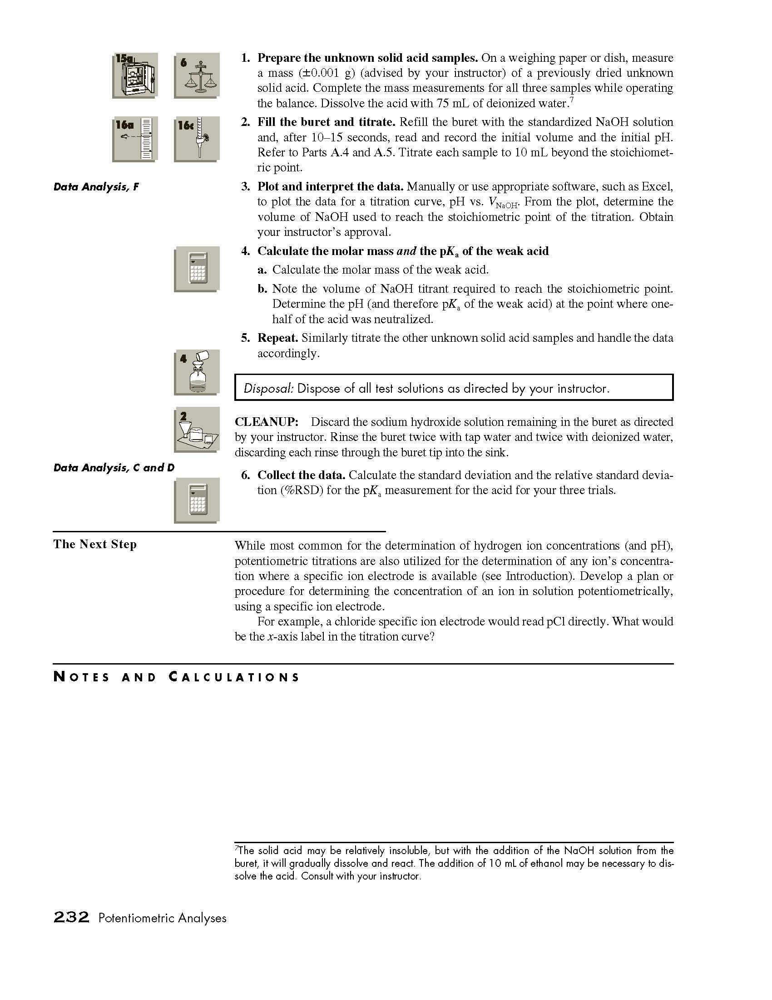 15a
6
1. Prepare the unknown solid acid samples. On a weighing paper or dish, measure
a mass (±0.001 g) (advised by your instructor) of a previously dried unknown
solid acid. Complete the mass measurements for all three samples while operating
the balance. Dissolve the acid with 75 mL of deionized water.⁷
16a
16c
2. Fill the buret and titrate. Refill the buret with the standardized NaOH solution
and, after 10–15 seconds, read and record the initial volume and the initial pH.
Refer to Parts A.4 and A.5. Titrate each sample to 10 mL beyond the stoichiomet-
ric point.
Data Analysis, F
3. Plot and interpret the data. Manually or use appropriate software, such as Excel,
to plot the data for a titration curve, pH vs. V_NaOH. From the plot, determine the
volume of NaOH used to reach the stoichiometric point of the titration. Obtain
your instructor's approval.
4. Calculate the molar mass and the pKₐ of the weak acid
a. Calculate the molar mass of the weak acid.
b. Note the volume of NaOH titrant required to reach the stoichiometric point.
Determine the pH (and therefore pKₐ of the weak acid) at the point where one-
half of the acid was neutralized.
5. Repeat. Similarly titrate the other unknown solid acid samples and handle the data
accordingly.
4
Disposal: Dispose of all test solutions as directed by your instructor.
2
CLEANUP: Discard the sodium hydroxide solution remaining in the buret as directed
by your instructor. Rinse the buret twice with tap water and twice with deionized water,
discarding each rinse through the buret tip into the sink.
Data Analysis, C and D
6. Collect the data. Calculate the standard deviation and the relative standard devia-
tion (%RSD) for the pKₐ measurement for the acid for your three trials.
The Next Step
While most common for the determination of hydrogen ion concentrations (and pH),
potentiometric titrations are also utilized for the determination of any ion's concentra-
tion where a specific ion electrode is available (see Introduction). Develop a plan or
procedure for determining the concentration of an ion in solution potentiometrically,
using a specific ion electrode.
For example, a chloride specific ion electrode would read pCl directly. What would
be the x-axis label in the titration curve?
NOTES AND CALCULATIONS
⁷The solid acid may be relatively insoluble, but with the addition of the NaOH solution from the
buret, it will gradually dissolve and react. The addition of 10 mL of ethanol may be necessary to dis-
solve the acid. Consult with your instructor.
232 Potentiometric Analyses